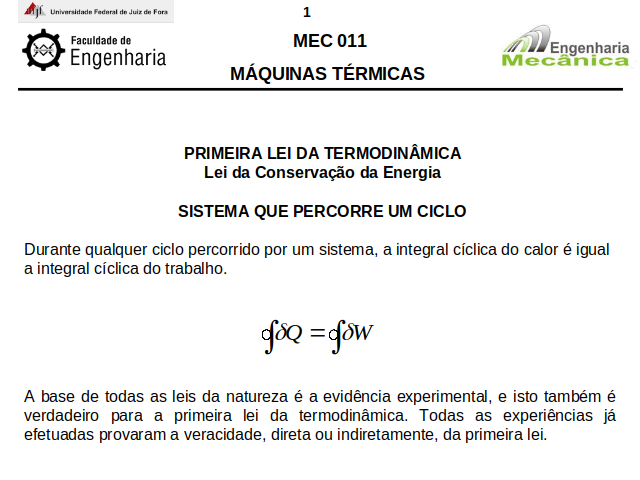 Universidade Federal de Juiz de Fora
1
Faculdade de
Engenharia
MEC 011
MÁQUINAS TÉRMICAS
Engenharia
Mecânica
PRIMEIRA LEI DA TERMODINÂMICA
Lei da Conservação da Energia
SISTEMA QUE PERCORRE UM CICLO
Durante qualquer ciclo percorrido por um sistema, a integral cíclica do calor é igual
a integral cíclica do trabalho.
∮δQ = ∮δW
A base de todas as leis da natureza é a evidência experimental, e isto também é
verdadeiro para a primeira lei da termodinâmica. Todas as experiências já
efetuadas provaram a veracidade, direta ou indiretamente, da primeira lei.